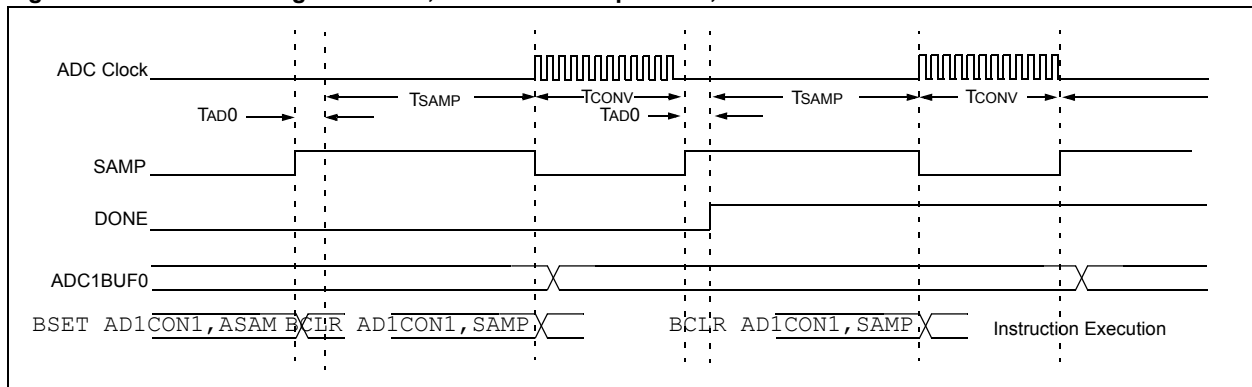 ADC Clock
TSAMP
TCONV
TSAMP
TCONV
TAD0
TAD0
SAMP
DONE
ADC1BUF0
BSET AD1CON1,ASAM BCLR AD1CON1,SAMP BCLR AD1CON1,SAMP Instruction Execution